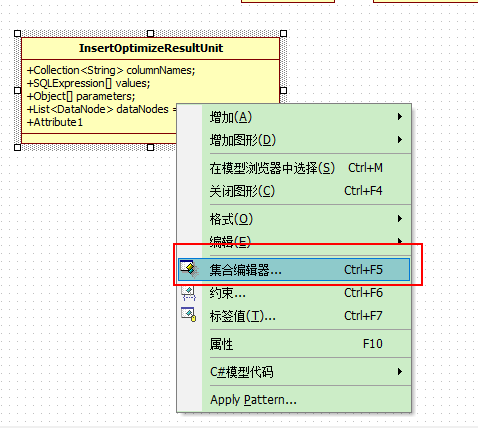 InsertOptimizeResultUnit
+Collection<String> columnNames;
+SQLExpression[] values;
+Object[] parameters;
+List<DataNode> dataNodes =
+Attribute1
增加(A)
增加图形(D)
在模型浏览器中选择(S) Ctrl+M
关闭图形(C) Ctrl+F4
格式(O)
编辑(E)
集合编辑器... Ctrl+F5
约束... Ctrl+F6
标签值(T)... Ctrl+F7
属性 F10
C#模型代码
Apply Pattern...